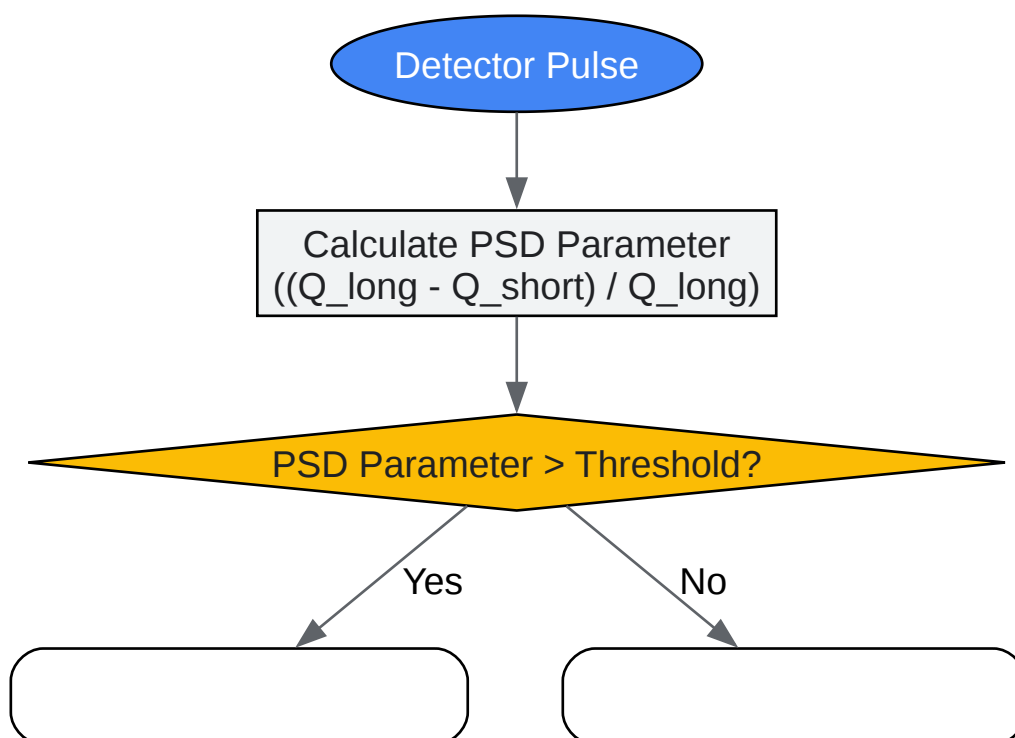 Detector Pulse
Calculate PSD Parameter
((Q_long - Q_short) / Q_long)
PSD Parameter > Threshold?
Yes
No